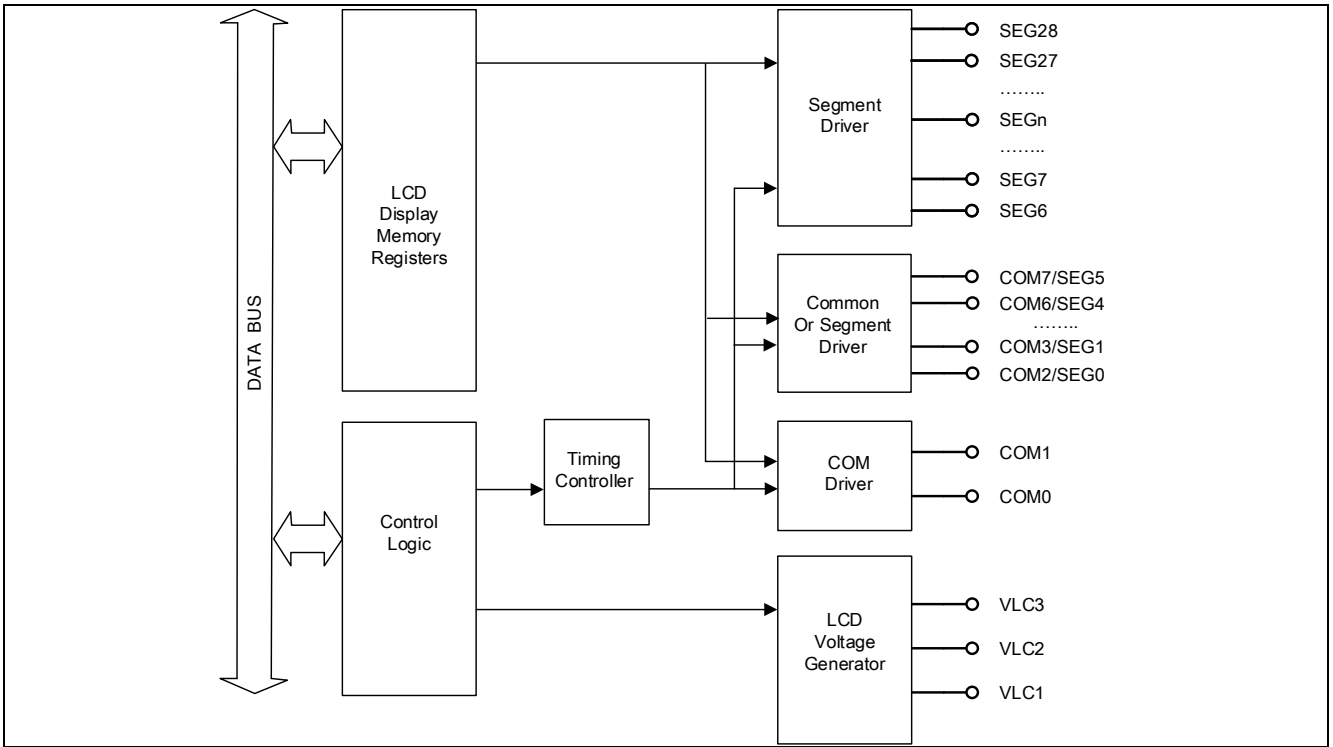 DATA BUS
LCD
Display
Memory
Registers
Control
Logic
Timing
Controller
Segment
Driver
SEG28
SEG27
……..
SEGn
……..
SEG7
SEG6
Common
Or Segment
Driver
COM7/SEG5
COM6/SEG4
……..
COM3/SEG1
COM2/SEG0
COM
Driver
COM1
COM0
LCD
Voltage
Generator
VLC3
VLC2
VLC1